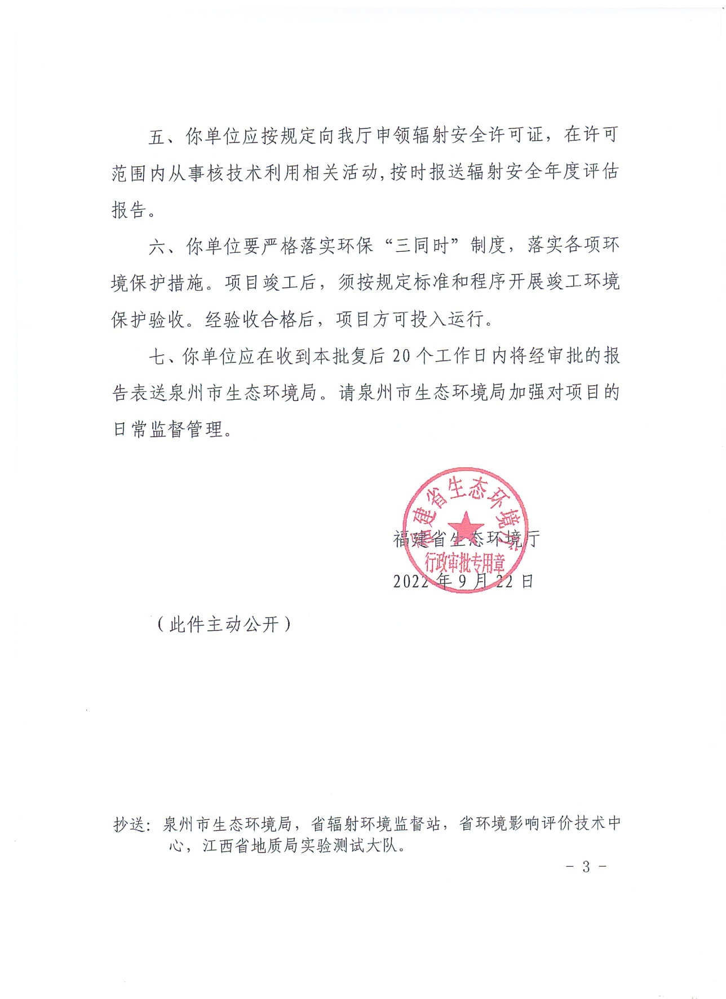 五、你单位应按规定向我厅申领辐射安全许可证，在许可
范围内从事核技术利用相关活动,按时报送辐射安全年度评估
报告。
六、你单位要严格落实环保“三同时”制度，落实各项环
境保护措施。项目竣工后，须按规定标准和程序开展竣工环境
保护验收。经验收合格后，项目方可投入运行。
七、你单位应在收到本批复后 20 个工作日内将经审批的报
告表送泉州市生态环境局。请泉州市生态环境局加强对项目的
日常监督管理。
福建省生态环境厅
福建省生态环境厅
行政审批专用章
2022 年 9 月 22 日
（此件主动公开）
抄送：泉州市生态环境局，省辐射环境监督站，省环境影响评价技术中
心，江西省地质局实验测试大队。
- 3 -